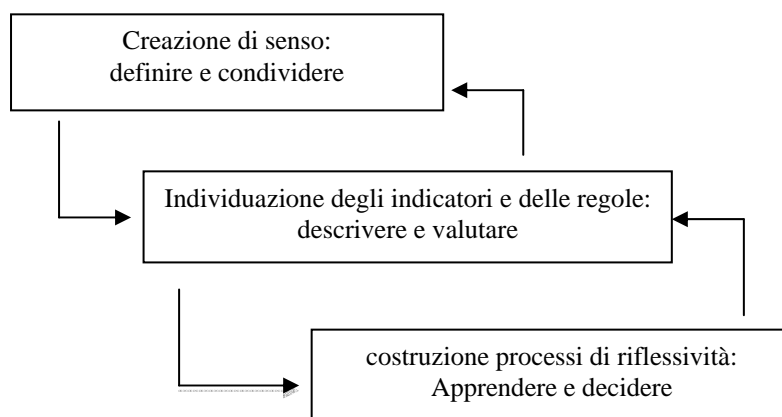 Creazione di senso:
definire e condividere
Individuazione degli indicatori e delle regole:
descrivere e valutare
costruzione processi di riflessività:
Apprendere e decidere